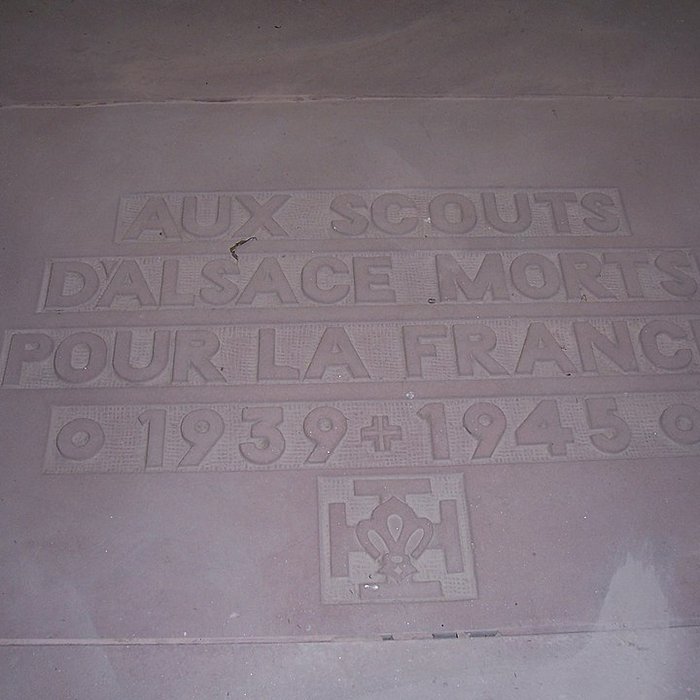 AUX SCOUTS
D'ALSACE MORTS
POUR LA FRANC
1939+1945